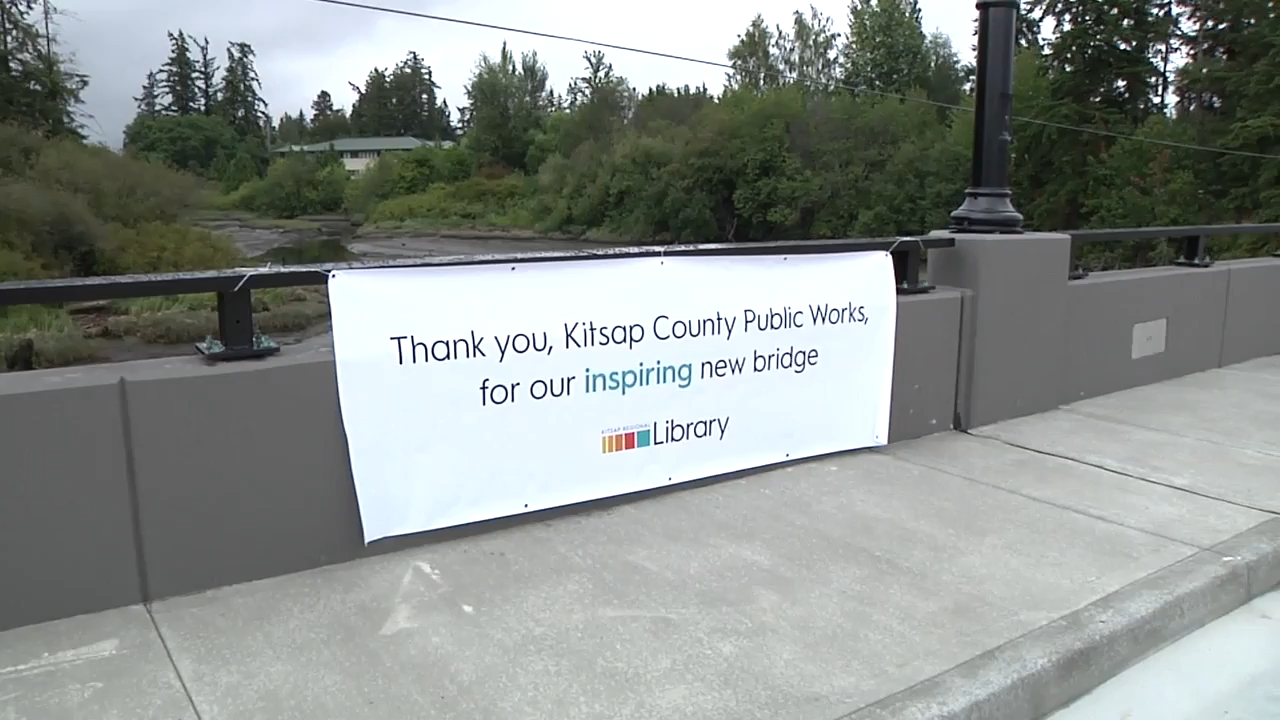 Thank you, Kitsap County Public Works,
for our inspiring new bridge
KITSAP REGIONAL
Library